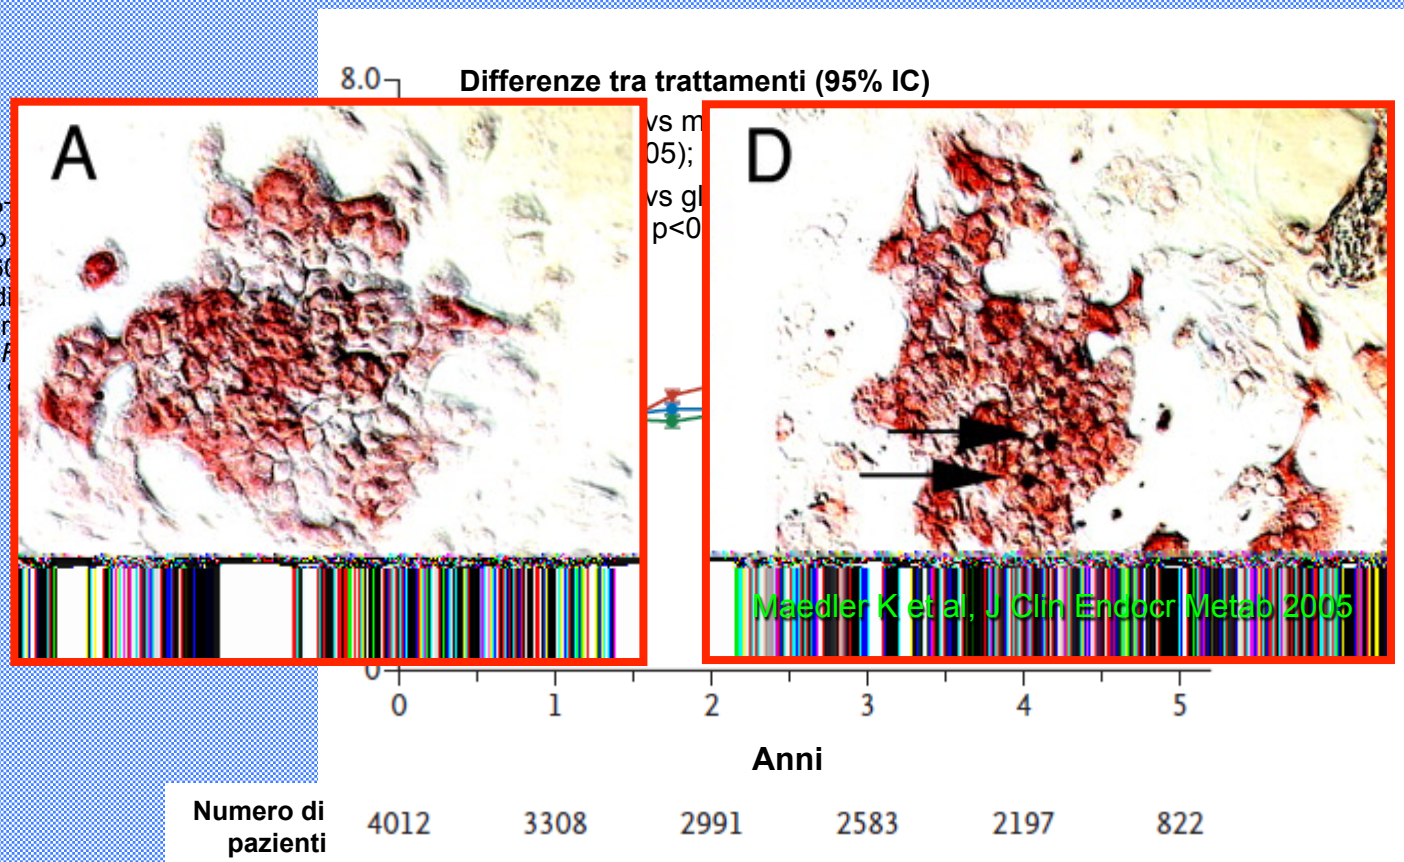 8.0
Differenze tra trattamenti (95% IC)
vs m
05);
vs gl
p<0
A
D
Maedler K et al, J Clin Endocr Metab 2005
0
0 1 2 3 4 5
Anni
Numero di
pazienti
4012 3308 2991 2583 2197 822